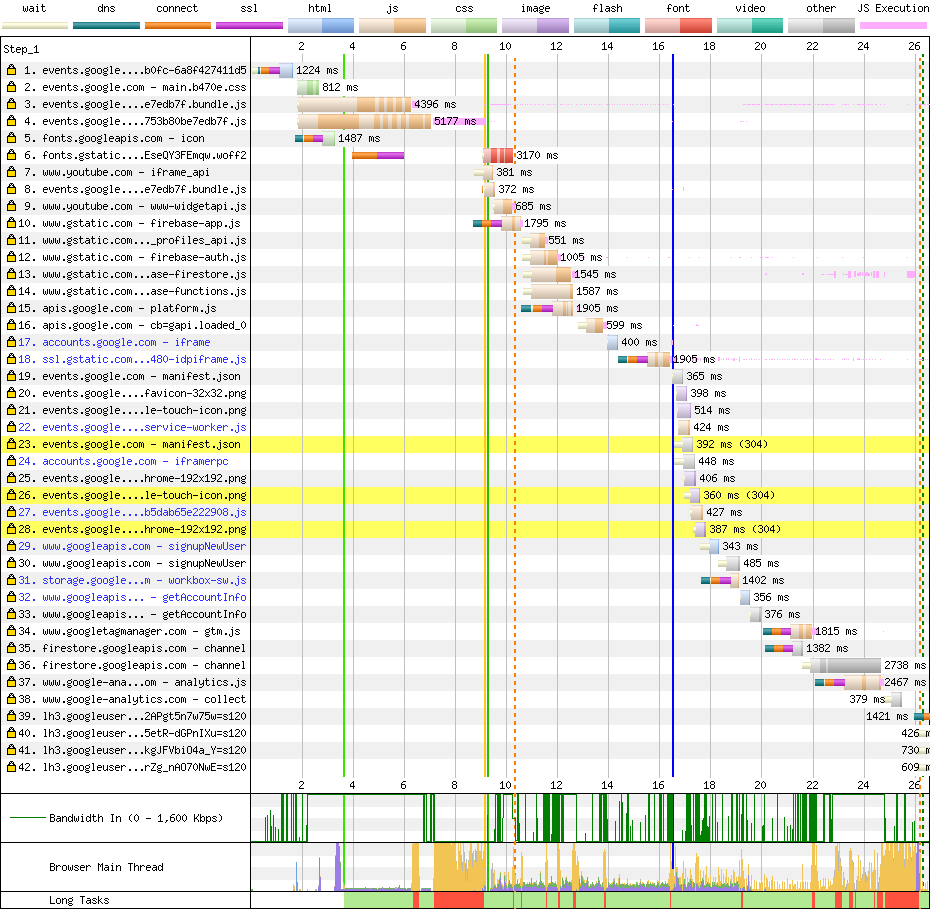 wait dns connect ssl html js css image flash font video other JS Execution
Step_1 2 4 6 8 10 12 14 16 18 20 22 24 26
1. events.google....b0fc-6a8f427411d5 1224 ms
2. events.google.com - main.b470e.css 812 ms
3. events.google....e7edb7f.bundle.js 4396 ms
4. events.google....753b80be7edb7f.js 5177 ms
5. fonts.googleapis.com - icon 1487 ms
6. fonts.gstatic....EseQY3FEmqw.woff2 3170 ms
7. www.youtube.com - iframe_api 381 ms
8. events.google....e7edb7f.bundle.js 372 ms
9. www.youtube.com - www-widgetapi.js 685 ms
10. www.gstatic.com - firebase-app.js 1795 ms
11. www.gstatic.com..._profiles_api.js 551 ms
12. www.gstatic.com - firebase-auth.js 1005 ms
13. www.gstatic.com...ase-firestore.js 1545 ms
14. www.gstatic.com...ase-functions.js 1587 ms
15. apis.google.com - platform.js 1905 ms
16. apis.google.com - cb=gapi.loaded_0 599 ms
17. accounts.google.com - iframe 400 ms
18. ssl.gstatic.com...480-idpiframe.js 1905 ms
19. events.google.com - manifest.json 365 ms
20. events.google....favicon-32x32.png 398 ms
21. events.google....le-touch-icon.png 514 ms
22. events.google....service-worker.js 424 ms
23. events.google.com - manifest.json 392 ms (304)
24. accounts.google.com - iframerpc 448 ms
25. events.google....hrome-192x192.png 406 ms
26. events.google....le-touch-icon.png 360 ms (304)
27. events.google....b5dab65e222908.js 427 ms
28. events.google....hrome-192x192.png 387 ms (304)
29. www.googleapis.com - signupNewUser 343 ms
30. www.googleapis.com - signupNewUser 485 ms
31. storage.google...m - workbox-sw.js 1402 ms
32. www.googleapis... - getAccountInfo 356 ms
33. www.googleapis... - getAccountInfo 376 ms
34. www.googletagmanager.com - gtm.js 1815 ms
35. firestore.googleapis.com - channel 1382 ms
36. firestore.googleapis.com - channel 2738 ms
37. www.google-ana...om - analytics.js 2467 ms
38. www.google-analytics.com - collect 379 ms
39. lh3.googleuser...2APgt5n7w75w=s120 1421 ms
40. lh3.googleuser...5etR-dGPnIXu=s120 426 m
41. lh3.googleuser...kgJFVbiO4a_Y=s120 730 m
42. lh3.googleuser...rZg_nAO70NwE=s120 609 m
2 4 6 8 10 12 14 16 18 20 22 24 26
Bandwidth In (0 - 1,600 Kbps)
Browser Main Thread
Long Tasks